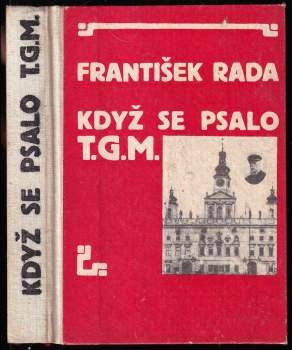 KDYŽ SE PSALO T.G.M.
FRANTIŠEK RADA
KDYŽ SE PSALO
T.G.M.